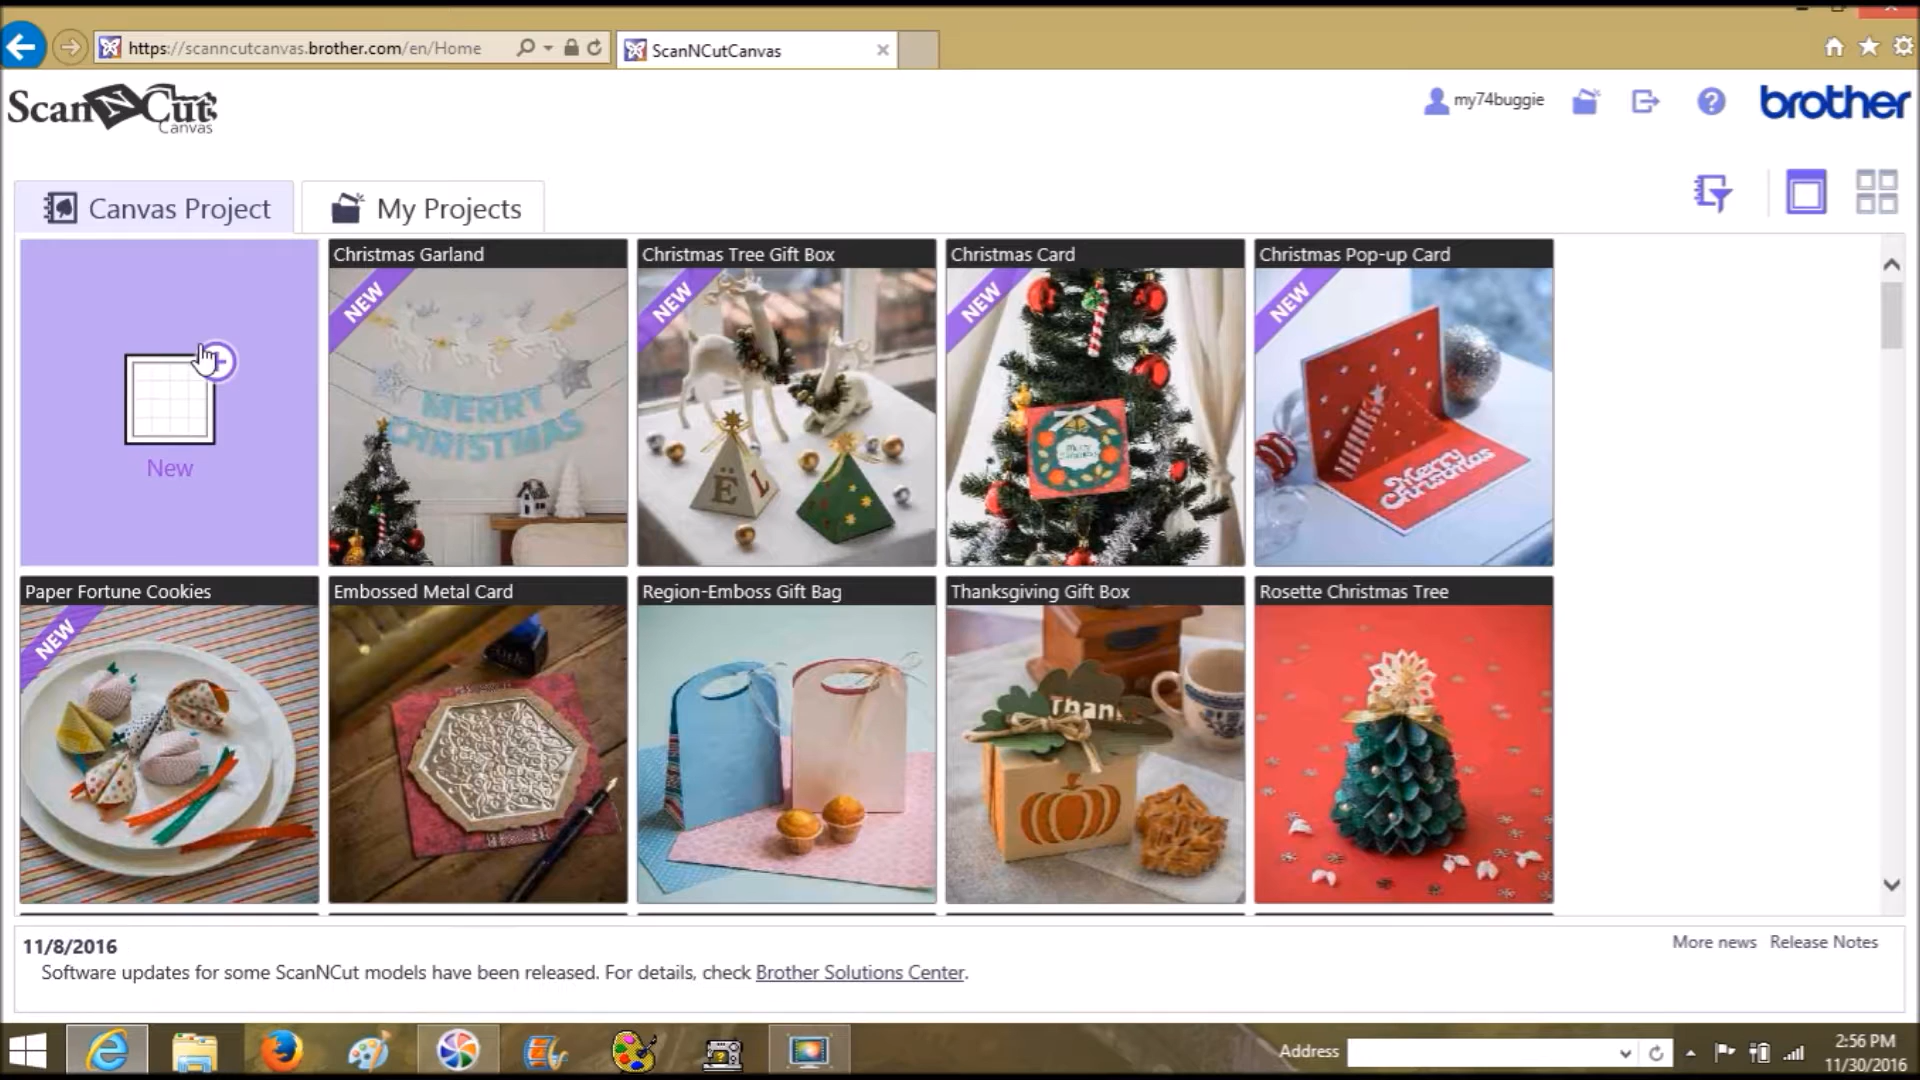 https://scanncutcanvas.brother.com/en/Home
ScanNCutCanvas
ScanNCut
Canvas
my74buggie
brother
Canvas Project
My Projects
New
Christmas Garland
NEW
MERRY
CHRISTMAS
Christmas Tree Gift Box
NEW
Ë L
Christmas Card
NEW
Christmas Pop-up Card
NEW
Merry
Christmas
Paper Fortune Cookies
NEW
Embossed Metal Card
Region-Emboss Gift Bag
Thanksgiving Gift Box
Rosette Christmas Tree
11/8/2016
More news Release Notes
Software updates for some ScanNCut models have been released. For details, check Brother Solutions Center.
Address
2:56 PM
11/30/2016